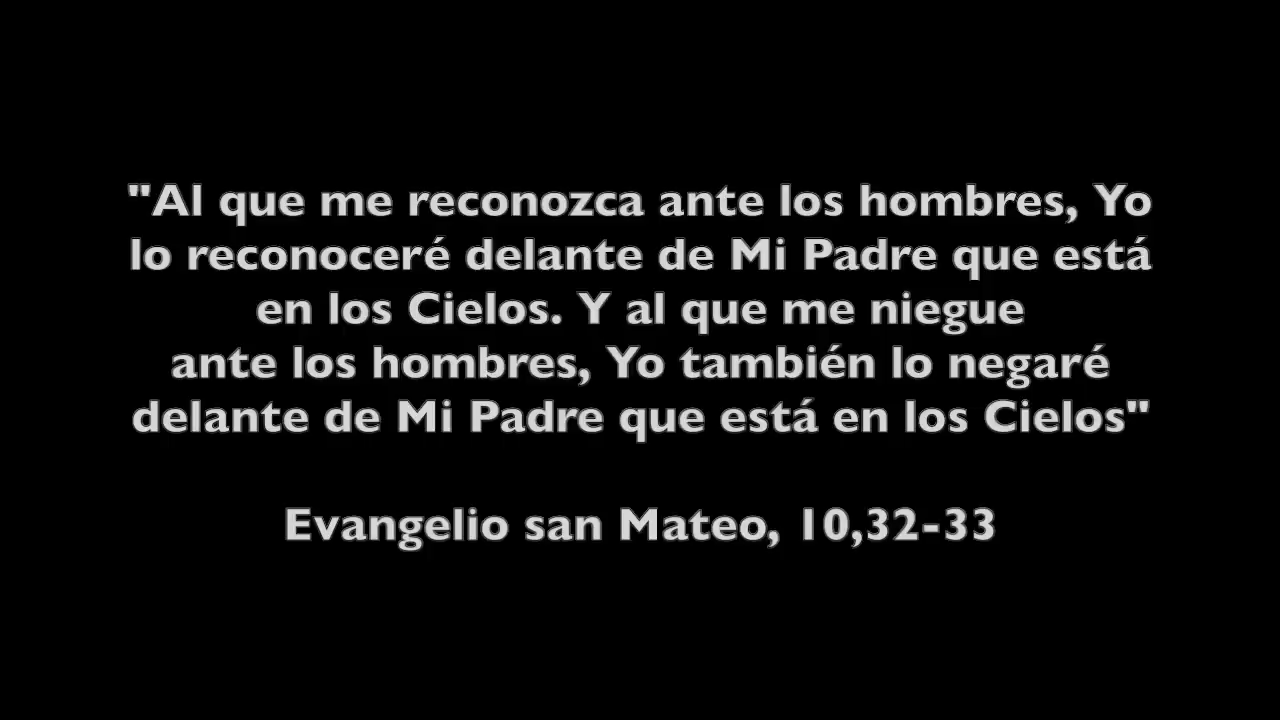 "Al que me reconozca ante los hombres, Yo
lo reconoceré delante de Mi Padre que está
en los Cielos. Y al que me niegue
ante los hombres, Yo también lo negaré
delante de Mi Padre que está en los Cielos"
Evangelio san Mateo, 10,32-33